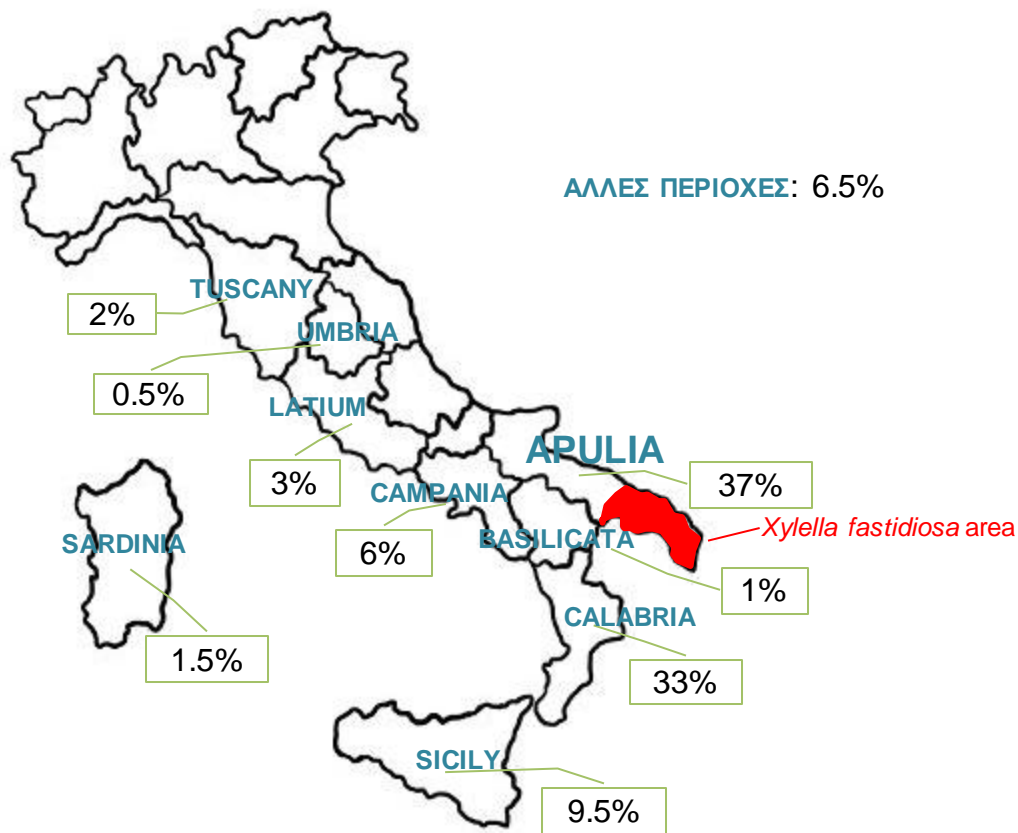 ΑΛΛΕΣ ΠΕΡΙΟΧΕΣ: 6.5%
TUSCANY
2%
UMBRIA
0.5%
LATIUM
3%
APULIA
37%
CAMPANIA
6%
Xylella fastidiosa area
SARDINIA
1.5%
BASILICATA
1%
CALABRIA
33%
SICILY
9.5%